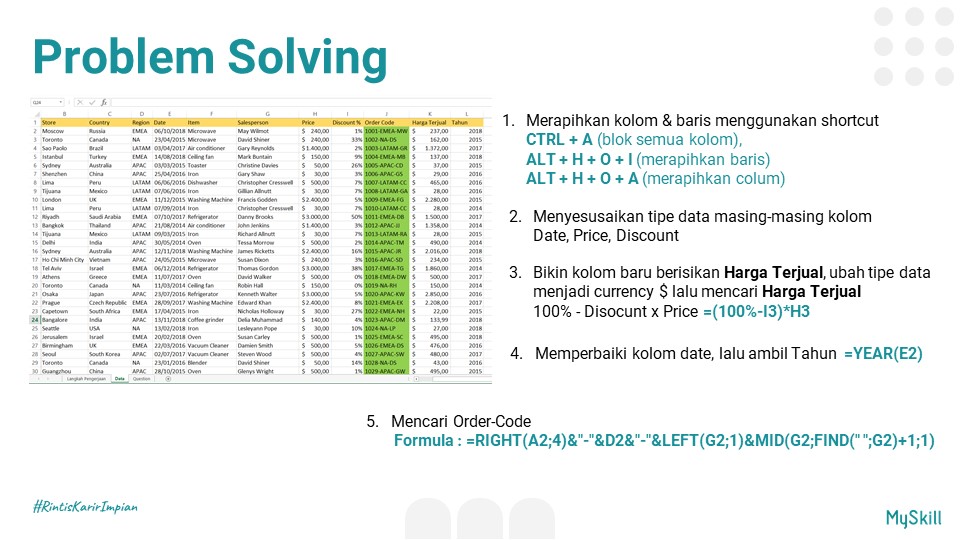 Problem Solving
Q24
fx
B C D E F G H I J K L
1 Store Country Region Date Item Salesperson Price Discount % Order Code Harga Terjual Tahun
2 Moscow Russia EMEA 06/10/2018 Microwave May Wilmot $ 240,00 1% 1001-EMEA-MW $ 237,00 2018
3 Toronto Canada NA 23/04/2015 Microwave David Shiner $ 240,00 33% 1002-NA-DS $ 162,00 2015
4 Sao Paolo Brazil LATAM 03/04/2017 Air conditioner Gary Reynolds $ 1.400,00 2% 1003-LATAM-GR $ 1.372,00 2017
5 Istanbul Turkey EMEA 14/08/2018 Ceiling fan Mark Buntain $ 150,00 9% 1004-EMEA-MB $ 137,00 2018
6 Sydney Australia APAC 03/03/2015 Toaster Christine Davies $ 50,00 26% 1005-APAC-CD $ 37,00 2015
7 Shenzhen China APAC 25/04/2016 Iron Gary Shaw $ 30,00 3% 1006-APAC-GS $ 29,00 2016
8 Lima Peru LATAM 06/06/2016 Dishwasher Christopher Cresswell $ 500,00 7% 1007-LATAM-CC $ 465,00 2016
9 Tijuana Mexico LATAM 07/06/2016 Iron Gillian Allnutt $ 30,00 7% 1008-LATAM-GA $ 28,00 2016
10 London UK EMEA 11/12/2015 Washing Machine Francis Godden $ 2.400,00 5% 1009-EMEA-FG $ 2.280,00 2015
11 Lima Peru LATAM 07/09/2014 Iron Christopher Cresswell $ 30,00 7% 1010-LATAM-CC $ 28,00 2014
12 Riyadh Saudi Arabia EMEA 07/10/2017 Refrigerator Danny Brooks $ 3.000,00 50% 1011-EMEA-DB $ 1.500,00 2017
13 Bangkok Thailand APAC 21/08/2014 Air conditioner John Jenkins $ 1.400,00 3% 1012-APAC-JJ $ 1.358,00 2014
14 Tijuana Mexico LATAM 09/03/2015 Iron Richard Allnutt $ 30,00 7% 1013-LATAM-RA $ 28,00 2015
15 Delhi India APAC 30/05/2014 Oven Tessa Morrow $ 500,00 2% 1014-APAC-TM $ 490,00 2014
16 Sydney Australia APAC 12/11/2018 Washing Machine James Ricketts $ 2.400,00 16% 1015-APAC-JR $ 2.016,00 2018
17 Ho Chi Minh City Vietnam APAC 24/05/2015 Microwave Susan Dixon $ 240,00 3% 1016-APAC-SD $ 234,00 2015
18 Tel Aviv Israel EMEA 06/12/2014 Refrigerator Thomas Gordon $ 3.000,00 38% 1017-EMEA-TG $ 1.860,00 2014
19 Athens Greece EMEA 11/07/2017 Oven David Wall $ 500,00 0% 1018-EMEA-DW $ 500,00 2017
20 Toronto Canada NA 11/03/2014 Ceiling fan Robin Hall $ 150,00 0% 1019-NA-RH $ 150,00 2014
21 Osaka Japan APAC 23/07/2016 Refrigerator Kenneth Walter $ 3.000,00 5% 1020-APAC-KW $ 2.850,00 2016
22 Prague Czech Republic EMEA 28/09/2017 Washing Machine Edward Khan $ 2.400,00 8% 1021-EMEA-EK $ 2.208,00 2017
23 Capetown South Africa EMEA 17/04/2015 Iron Nicholas Holloway $ 30,00 27% 1022-EMEA-NH $ 22,00 2015
24 Bangalore India APAC 13/11/2018 Coffee grinder Delia Muhammad $ 140,00 4% 1023-APAC-DM $ 133,99 2018
25 Seattle USA NA 13/02/2018 Iron Lesleyann Pope $ 30,00 10% 1024-NA-LP $ 27,00 2018
26 Jerusalem Israel EMEA 20/02/2018 Oven Susan Carley $ 500,00 1% 1025-EMEA-SC $ 495,00 2018
27 Birmingham UK EMEA 22/03/2016 Vacuum Cleaner Damien Smith $ 500,00 5% 1026-EMEA-DS $ 476,00 2016
28 Seoul South Korea APAC 02/07/2017 Vacuum Cleaner Steven Wood $ 500,00 4% 1027-APAC-SW $ 480,00 2017
29 Toronto Canada NA 23/04/2016 Blender David Shiner $ 50,00 14% 1028-NA-DS $ 43,00 2016
30 Guangzhou China APAC 28/10/2015 Oven Glenys Wright $ 500,00 1% 1029-APAC-GW $ 495,00 2015
Langkah Pengerjaan Data Question
1. Merapihkan kolom & baris menggunakan shortcut
CTRL + A (blok semua kolom),
ALT + H + O + I (merapihkan baris)
ALT + H + O + A (merapihkan colum)
2. Menyesusaikan tipe data masing-masing kolom
Date, Price, Discount
3. Bikin kolom baru berisikan Harga Terjual, ubah tipe data
menjadi currency $ lalu mencari Harga Terjual
100% - Disocunt x Price =(100%-I3)*H3
4. Memperbaiki kolom date, lalu ambil Tahun =YEAR(E2)
5. Mencari Order-Code
Formula : =RIGHT(A2;4)&"-"&D2&"-"&LEFT(G2;1)&MID(G2;FIND(" ";G2)+1;1)
#RintisKarirImpian
MySkill